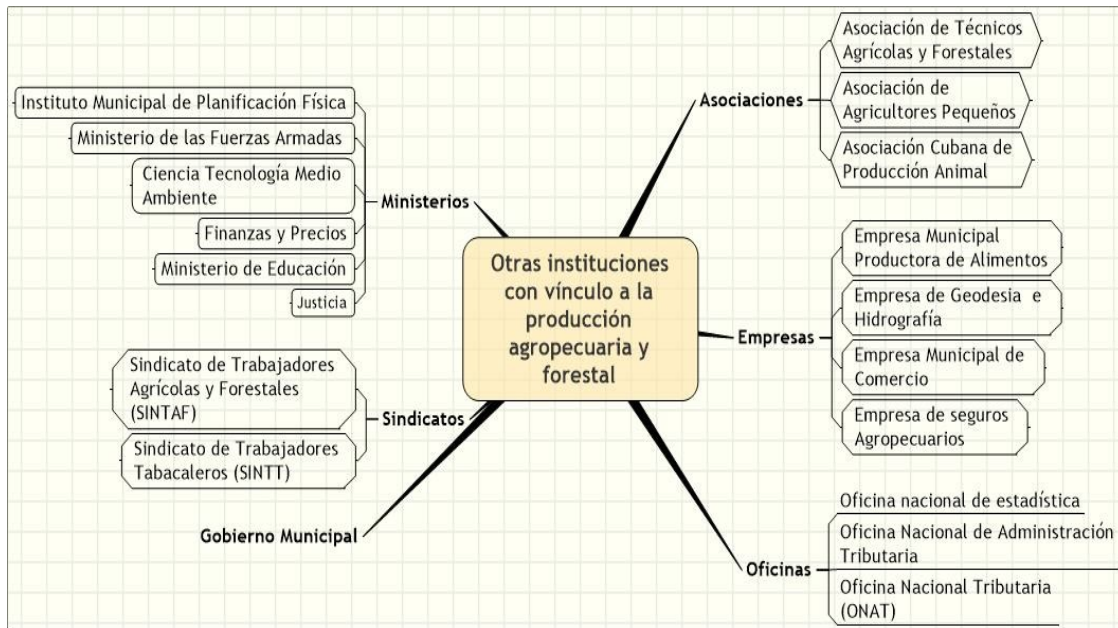 Otras instituciones
con vínculo a la
producción
agropecuaria y
forestal
Asociaciones
Asociación de Técnicos
Agrícolas y Forestales
Asociación de
Agricultores Pequeños
Asociación Cubana de
Producción Animal
Empresas
Empresa Municipal
Productora de Alimentos
Empresa de Geodesia e
Hidrografía
Empresa Municipal de
Comercio
Empresa de seguros
Agropecuarios
Oficinas
Oficina nacional de estadística
Oficina Nacional de Administración
Tributaria
Oficina Nacional Tributaria
(ONAT)
Gobierno Municipal
Sindicatos
Sindicato de Trabajadores
Agrícolas y Forestales
(SINTAF)
Sindicato de Trabajadores
Tabacaleros (SINTT)
Ministerios
Instituto Municipal de Planificación Física
Ministerio de las Fuerzas Armadas
Ciencia Tecnología Medio
Ambiente
Finanzas y Precios
Ministerio de Educación
Justicia